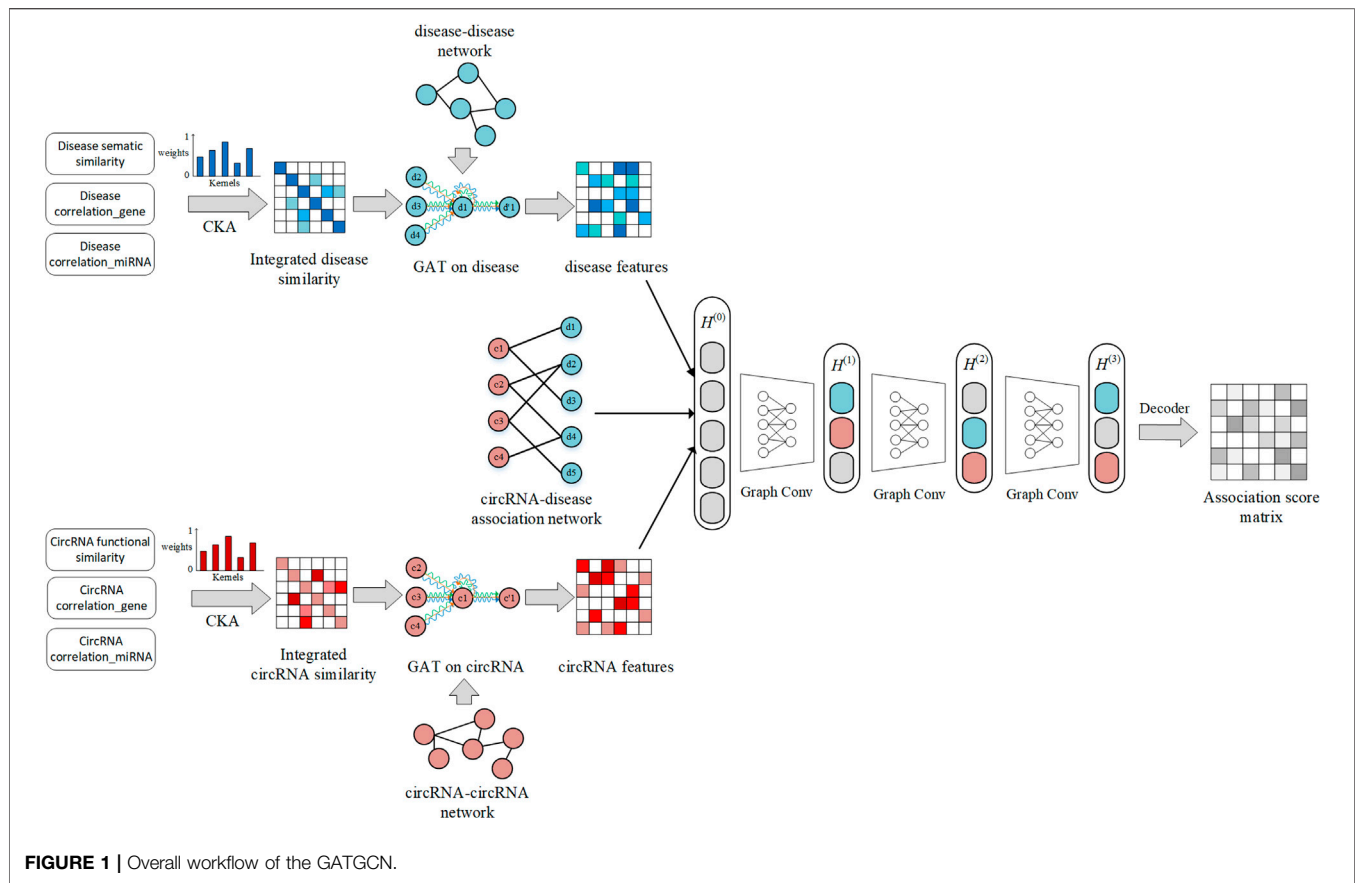 disease-disease
network
Disease sematic
similarity
Disease
correlation_gene
Disease
correlation_miRNA
1
weights
0
Kernels
CKA
Integrated disease
similarity
d2
d3
d4
d1
d'1
GAT on disease
disease features
c1
c2
c3
c4
d1
d2
d3
d4
d5
circRNA-disease
association network
H(0)
Graph Conv
H(1)
Graph Conv
H(2)
Graph Conv
H(3)
Decoder
Association score
matrix
CircRNA functional
similarity
CircRNA
correlation_gene
CircRNA
correlation_miRNA
1
weights
0
Kernels
CKA
Integrated
circRNA similarity
c2
c3
c4
c1
c'1
GAT on circRNA
circRNA features
circRNA-circRNA
network
FIGURE 1 | Overall workflow of the GATGCN.